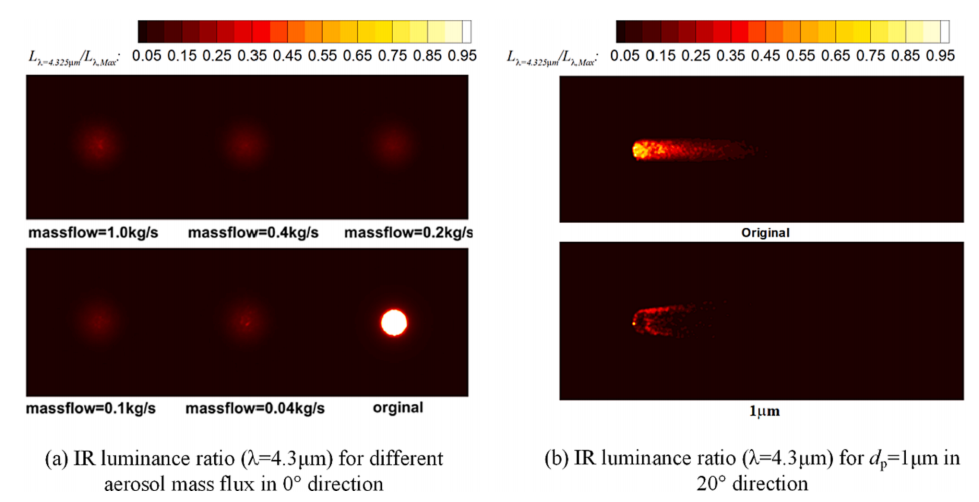 L_{λ=4.325μm}/L_{λ,Max}: 0.05 0.15 0.25 0.35 0.45 0.55 0.65 0.75 0.85 0.95
massflow=1.0kg/s massflow=0.4kg/s massflow=0.2kg/s
massflow=0.1kg/s massflow=0.04kg/s orginal
(a) IR luminance ratio (λ=4.3μm) for different
aerosol mass flux in 0° direction
L_{λ=4.325μm}/L_{λ,Max}: 0.05 0.15 0.25 0.35 0.45 0.55 0.65 0.75 0.85 0.95
Original
1μm
(b) IR luminance ratio (λ=4.3μm) for d_p=1μm in
20° direction